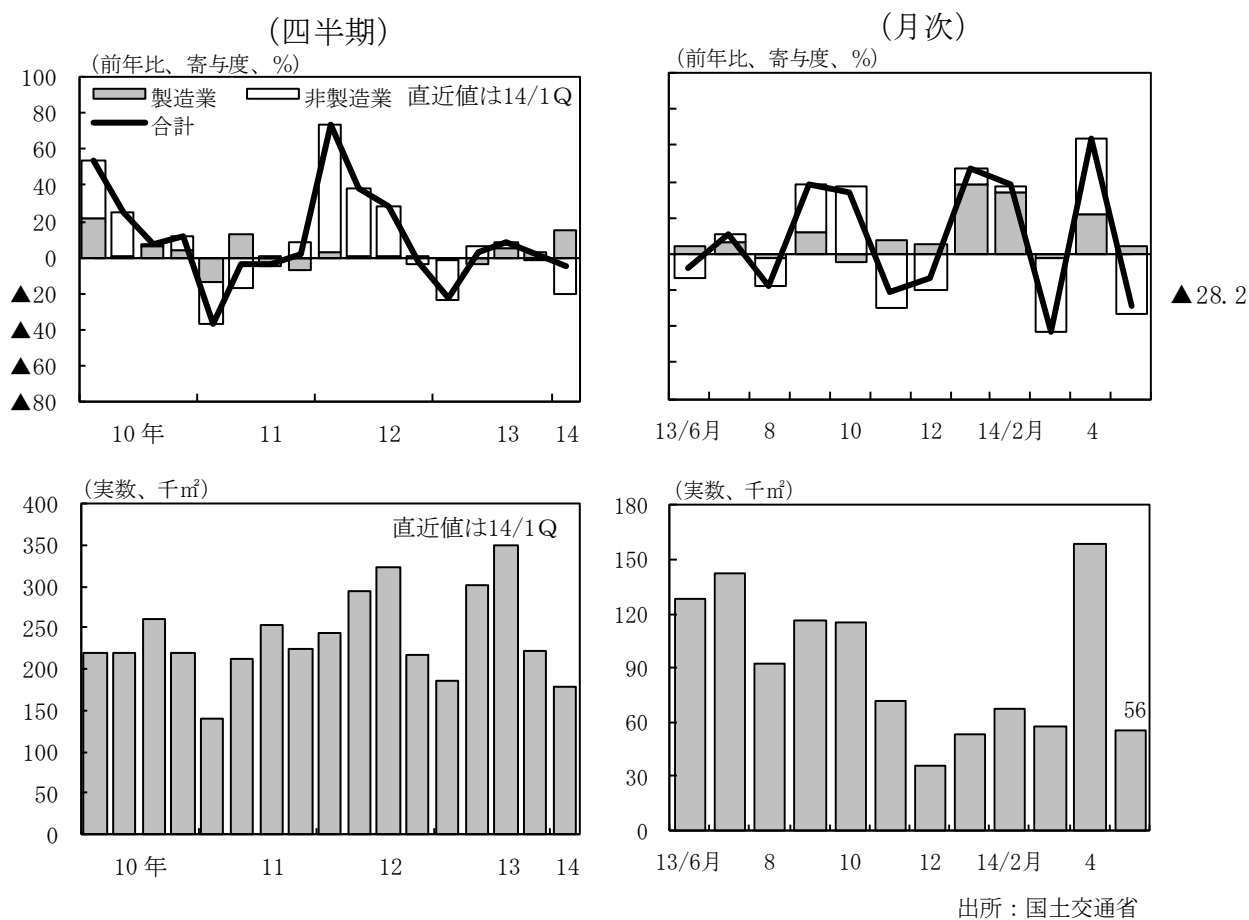 (四半期)
(前年比、寄与度、%)
製造業 非製造業 直近値は14/1Q
合計
100
80
60
40
20
0
▲20
▲40
▲60
▲80
10年 11 12 13 14
(月次)
(前年比、寄与度、%)
▲28.2
13/6月 8 10 12 14/2月 4
(実数、千㎡)
直近値は14/1Q
400
350
300
250
200
150
100
50
0
10年 11 12 13 14
(実数、千㎡)
180
150
120
90
60
30
0
56
13/6月 8 10 12 14/2月 4
出所：国土交通省